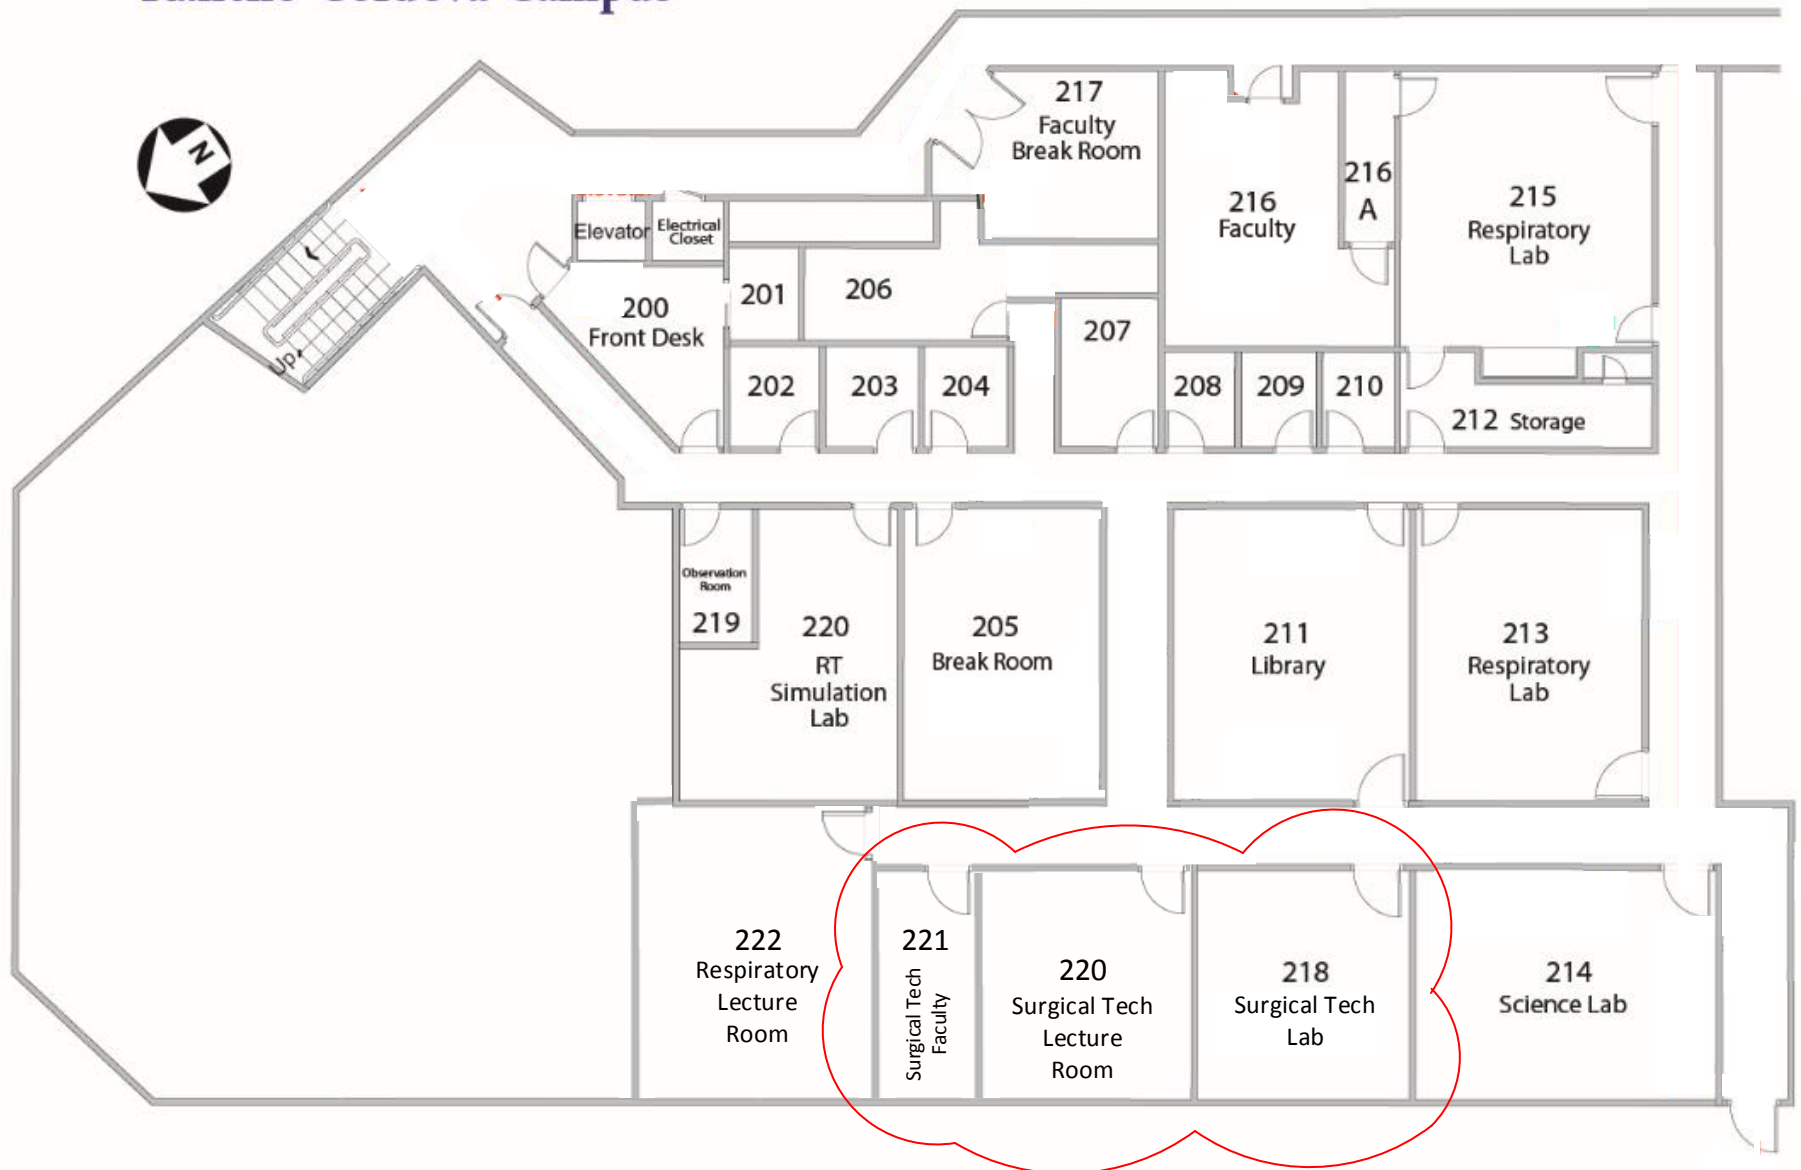 N
217
Faculty
Break Room
216
Faculty
216
A
215
Respiratory
Lab
Elevator
Electrical
Closet
201
206
200
Front Desk
207
Up
202
203
204
208
209
210
212 Storage
Observation
Room
219
220
RT
Simulation
Lab
205
Break Room
211
Library
213
Respiratory
Lab
222
Respiratory
Lecture
Room
221
Surgical Tech
Faculty
220
Surgical Tech
Lecture
Room
218
Surgical Tech
Lab
214
Science Lab